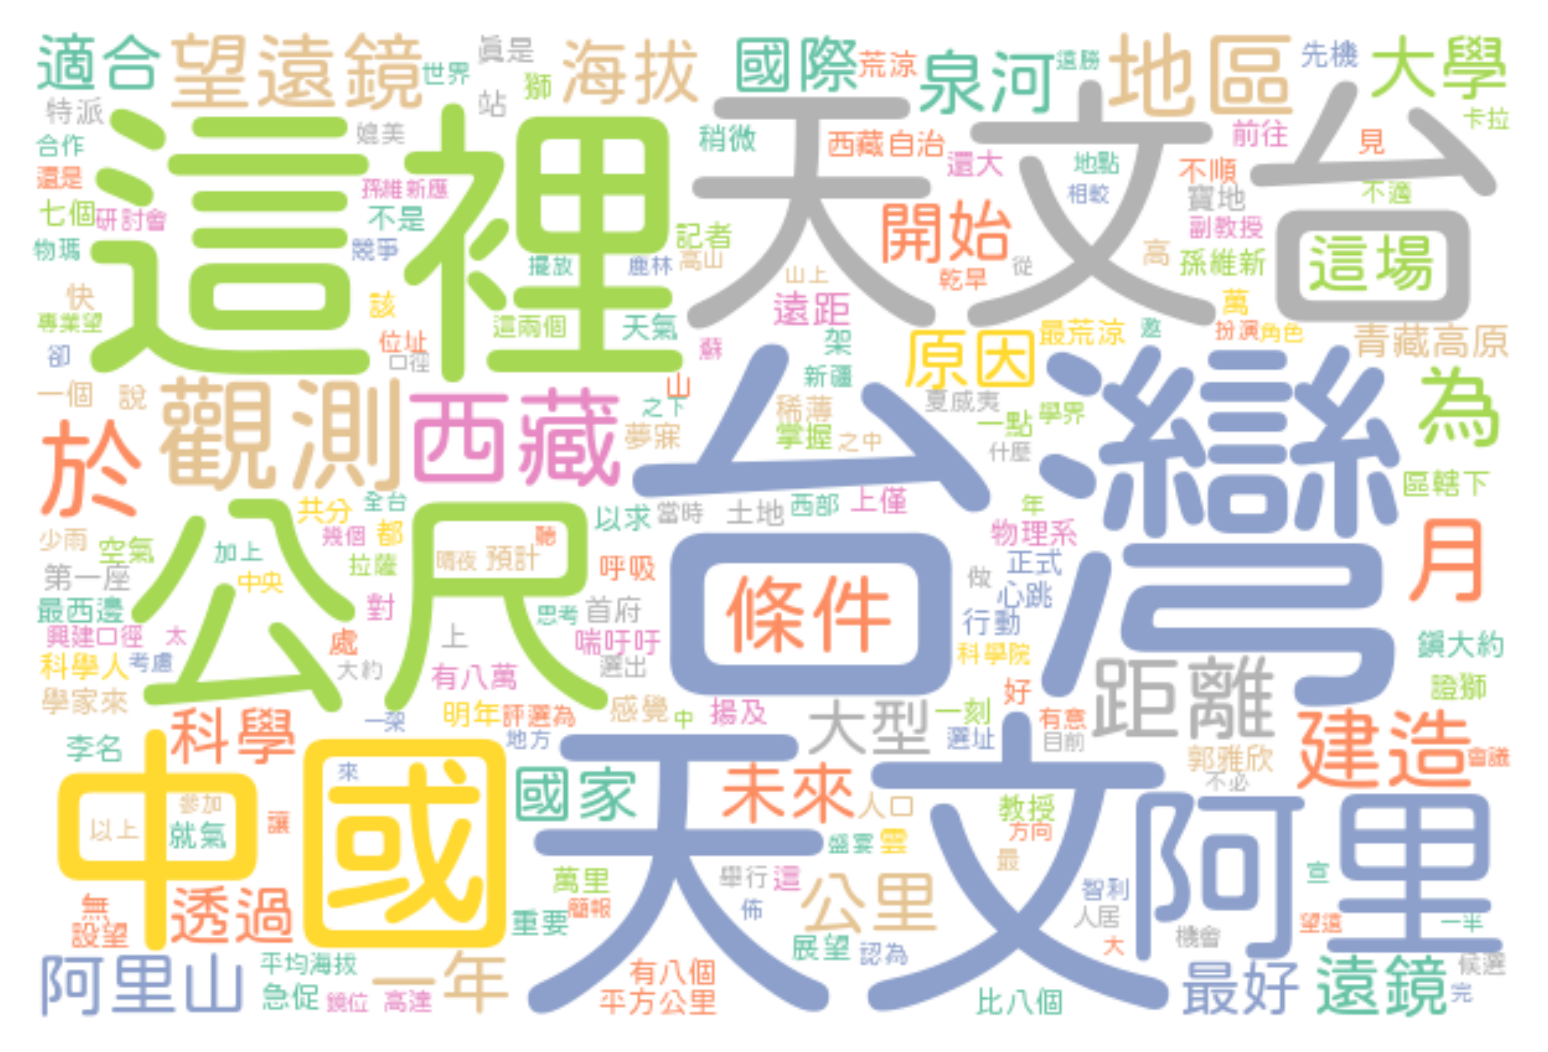 適合
望遠鏡
世界
眞是
站
獅
海拔
國際
荒涼
泉河
遠勝
地區
先機
大學
特派
合作
還是
七個
研討會
物瑪
快
專業望
卻
這裡
媲美
孫維新應
不是
競爭
該
位址
口徑
擺放
這兩個
鹿林
天氣
記者
高山
稍微
西藏自治
還大
天文台
山上
遠距
開始
乾旱
從
地點
相較
前往
不順
寶地
副教授
高
孫維新
萬
見
不適
卡拉
這場
蘇
架
新疆
原因
最荒涼
邀
扮演
角色
青藏高原
一個
說
觀測
西藏
山
之下
夢寐
稀薄
掌握
之中
夏威夷
一點
學界
什麼
台灣
為
區轄下
於
少雨
空氣
第一座
最西邊
興建口徑
太
科學人
考慮
學家來
公尺
共分
全台
幾個
都
加上
中央
拉薩
對
處
大約
晴夜
預計
聽
思考
首府
上
有八萬
喘吁吁
選出
以求
當時
呼吸
土地
西部
上僅
年
物理系
做
正式
心跳
行動
科學院
條件
月
鎖大約
證獅
距離
好
有意
目前
一架
明年
評選為
地方
感覺
中
揚及
大型
一刻
選址
郭雅欣
不必
建造
會議
李名
科學
中國
以上
參加
就氣
讓
來
國家
未來
人口
天文
盛宴
雲
教授
方向
最
阿里
智利
人居
大
機會
宣
望遠
一半
候選
完
無
設望
透過
萬里
簡報
重要
舉行
這
佈
公里
展望
認為
阿里山
平均海拔
急促
鏡位
高達
一年
有八個
平方公里
比八個
最好
遠鏡